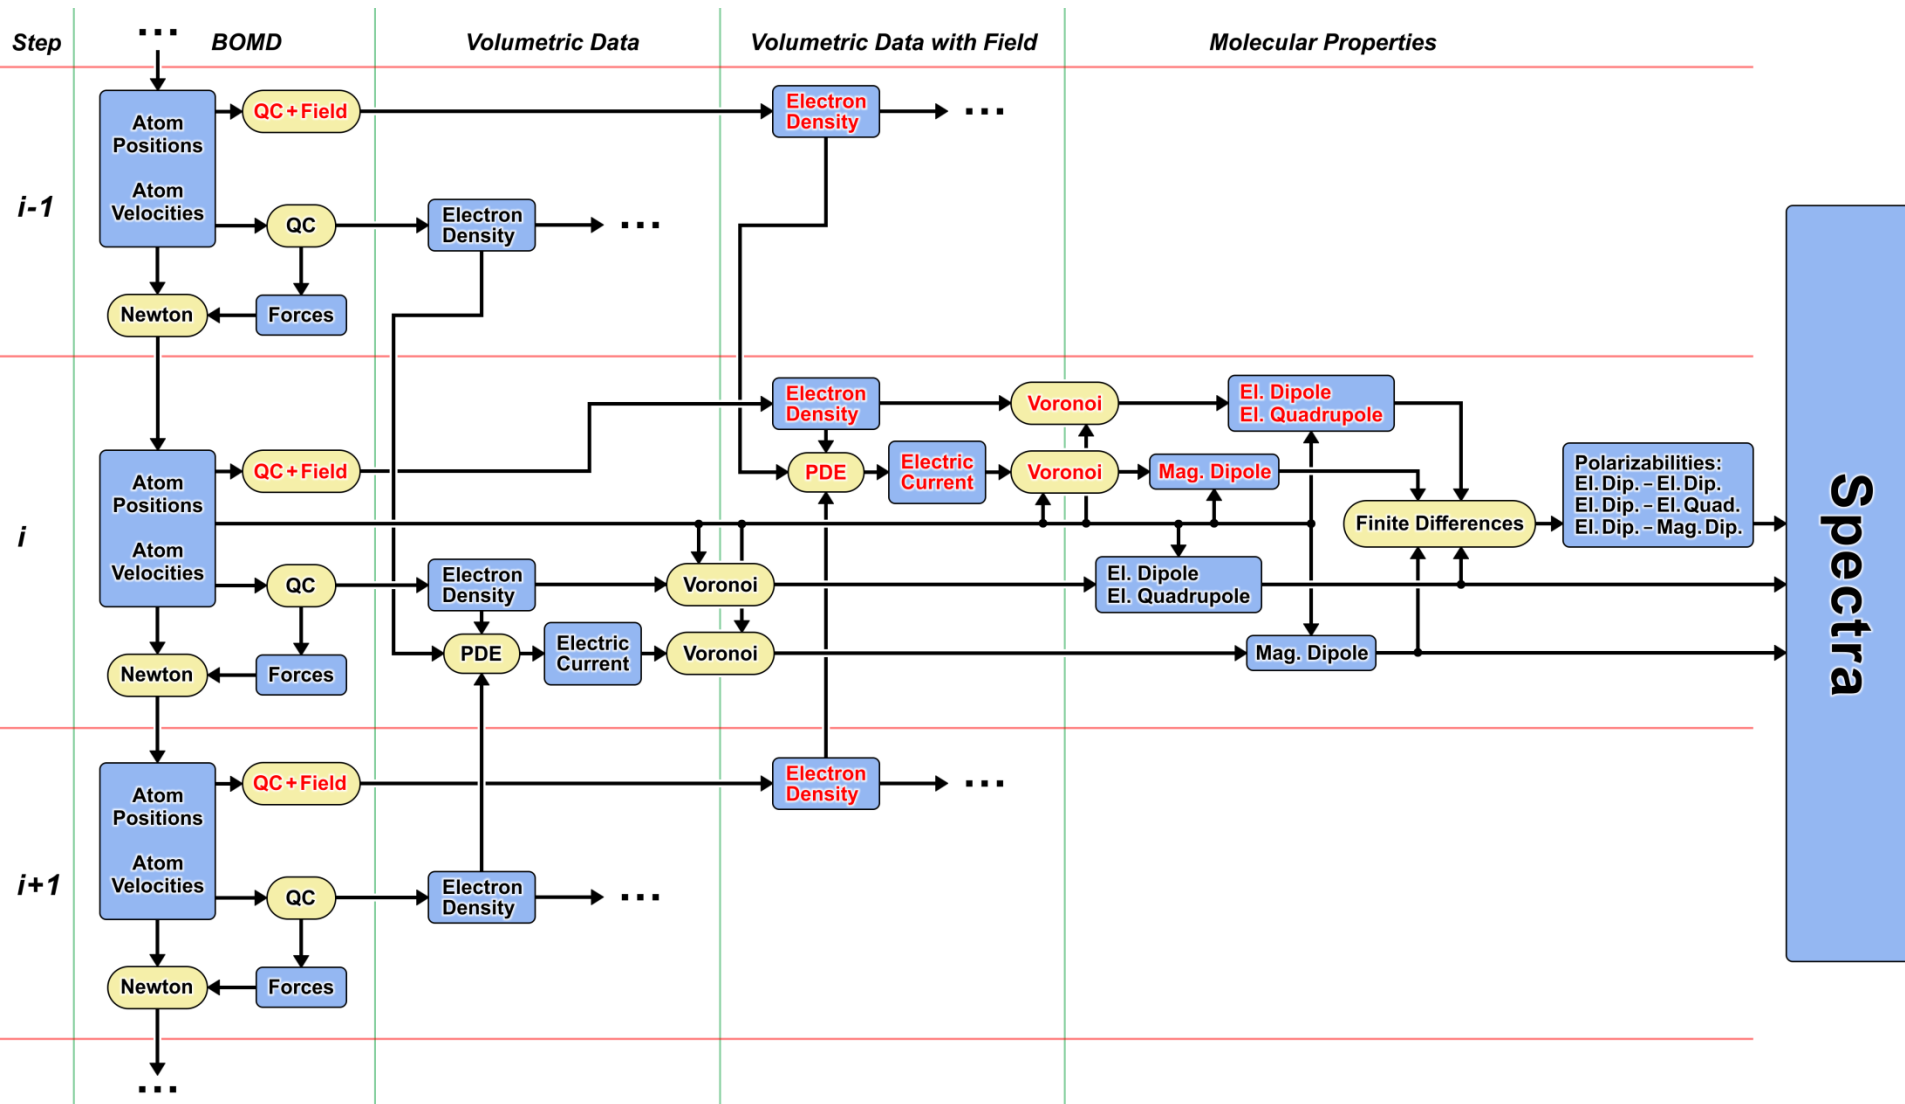 Step
BOMD
Volumetric Data
Volumetric Data with Field
Molecular Properties
...
i-1
Atom
Positions
Atom
Velocities
QC+Field
Electron
Density
...
QC
Electron
Density
...
Newton
Forces
i
Atom
Positions
Atom
Velocities
QC+Field
Electron
Density
Voronoi
El. Dipole
El. Quadrupole
PDE
Electric
Current
Voronoi
Mag. Dipole
Finite Differences
Polarizabilities:
El. Dip. – El. Dip.
El. Dip. – El. Quad.
El. Dip. – Mag. Dip.
QC
Electron
Density
Voronoi
El. Dipole
El. Quadrupole
Newton
Forces
PDE
Electric
Current
Voronoi
Mag. Dipole
Spectra
i+1
Atom
Positions
Atom
Velocities
QC+Field
Electron
Density
...
QC
Electron
Density
...
Newton
Forces
...